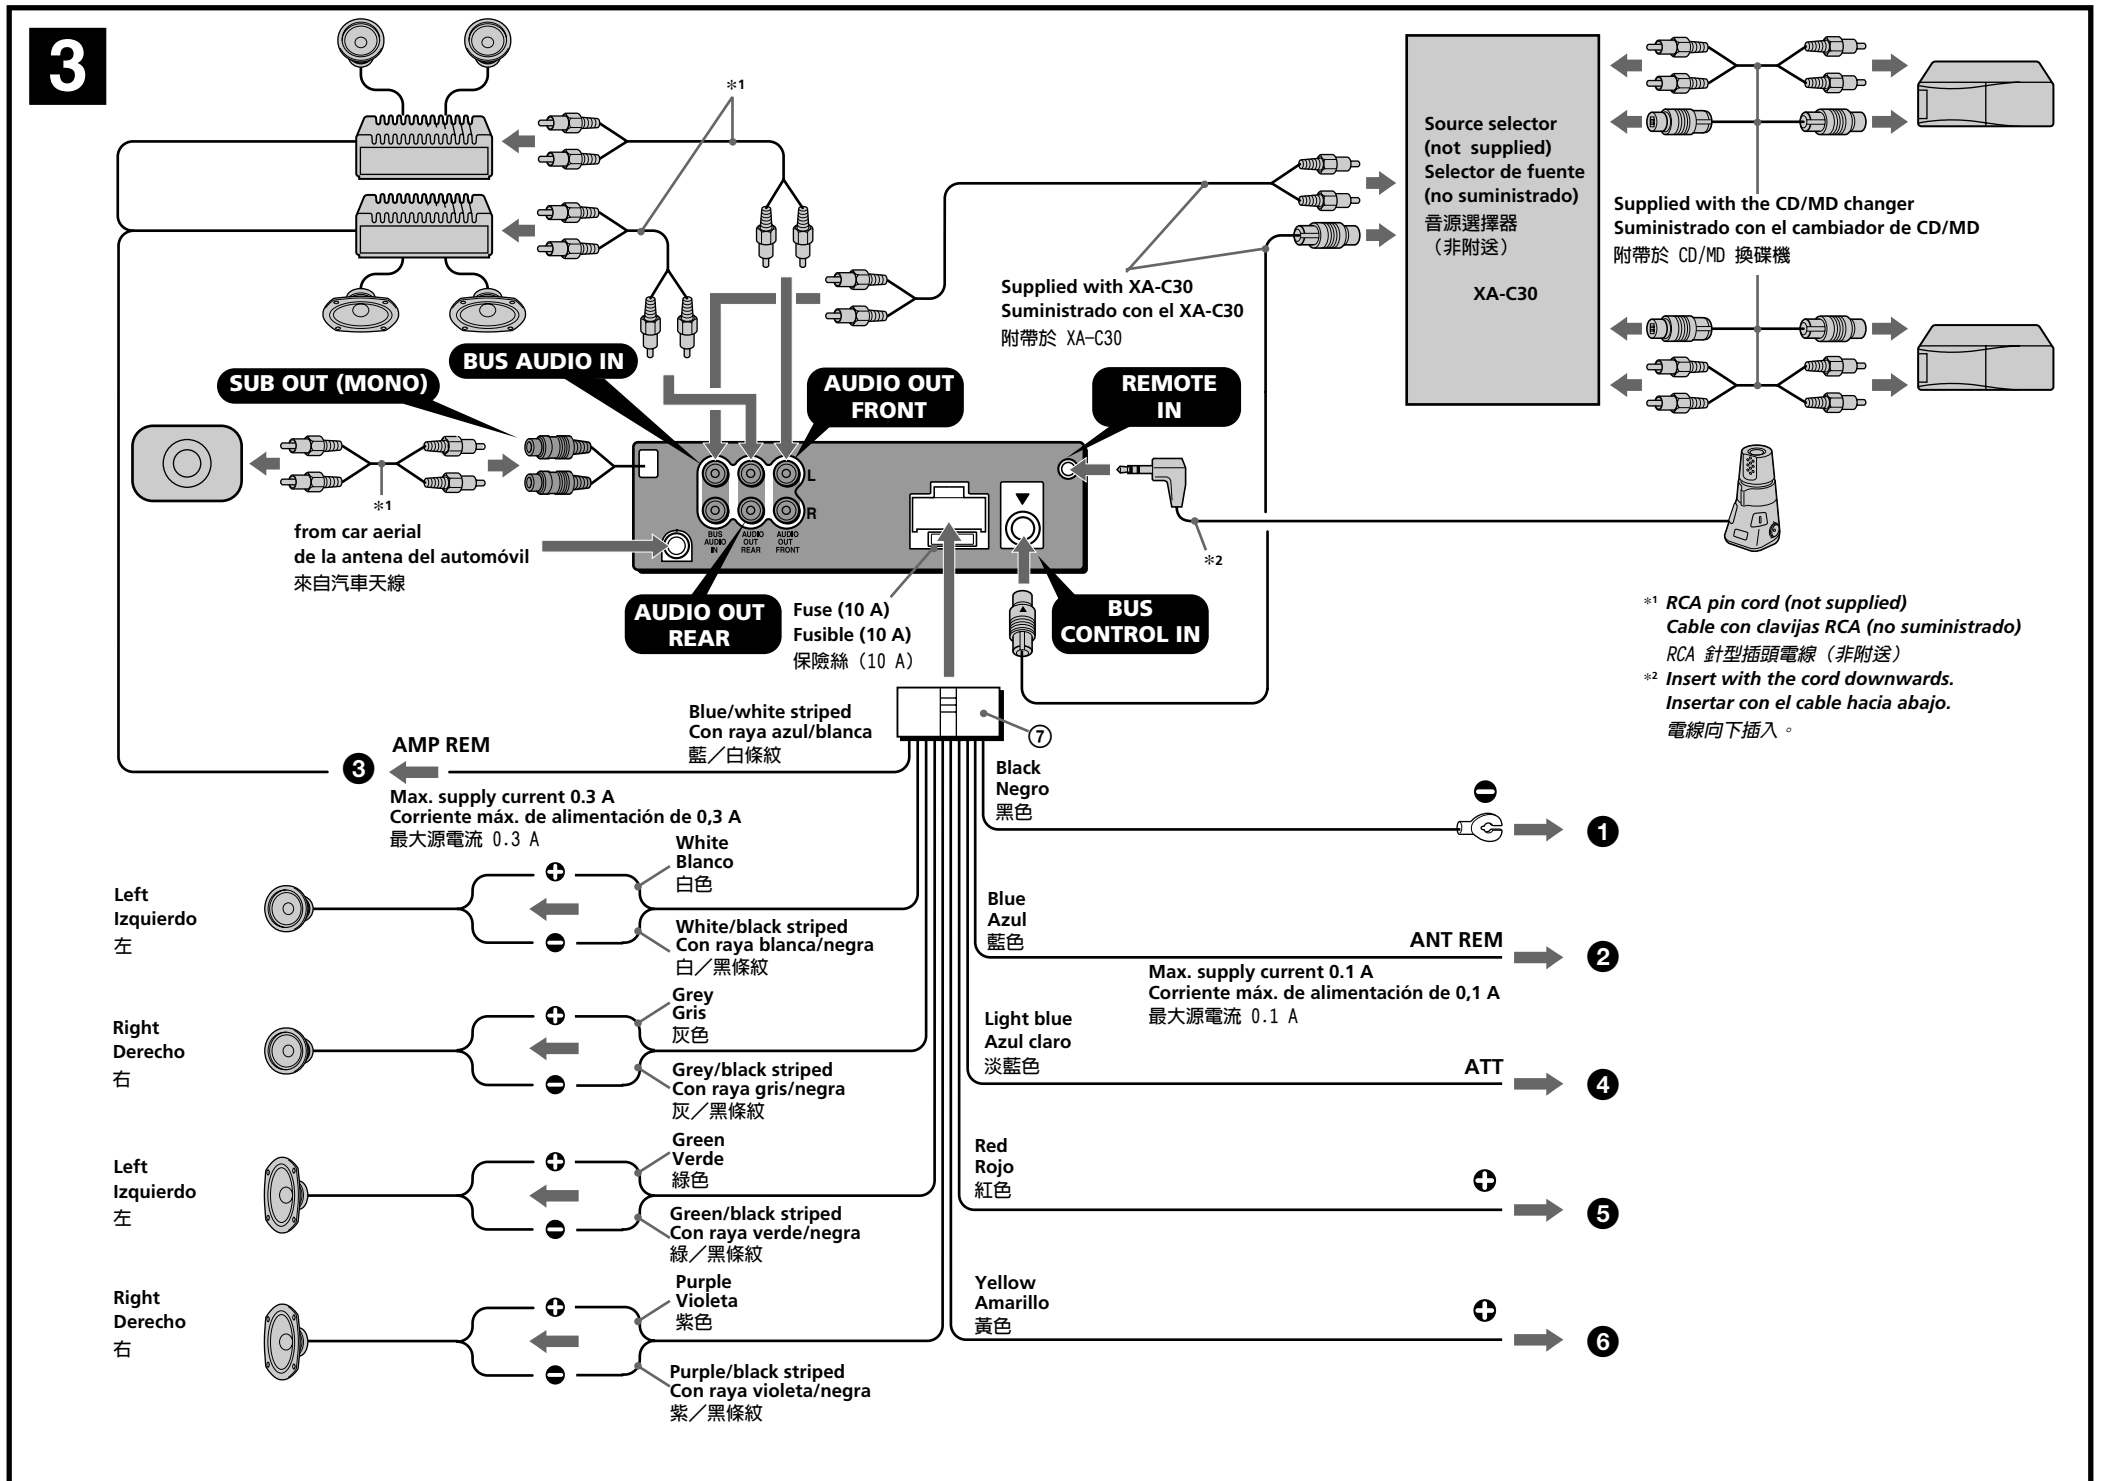 3
*1
Source selector
(not supplied)
Selector de fuente
(no suministrado)
音源選擇器
（非附送）
XA-C30
Supplied with the CD/MD changer
Suministrado con el cambiador de CD/MD
附帶於 CD/MD 換碟機
Supplied with XA-C30
Suministrado con el XA-C30
附帶於 XA-C30
BUS AUDIO IN
SUB OUT (MONO)
AUDIO OUT
FRONT
REMOTE
IN
*1
L
R
BUS
AUDIO
IN
AUDIO
OUT
REAR
AUDIO
OUT
FRONT
from car aerial
de la antena del automóvil
來自汽車天線
*2
AUDIO OUT
REAR
Fuse (10 A)
Fusible (10 A)
保險絲（10 A）
BUS
CONTROL IN
*1 RCA pin cord (not supplied)
Cable con clavijas RCA (no suministrado)
RCA 針型插頭電線（非附送）
*2 Insert with the cord downwards.
Insertar con el cable hacia abajo.
電線向下插入。
Blue/white striped
Con raya azul/blanca
藍／白條紋
⑦
❸
AMP REM
Max. supply current 0.3 A
Corriente máx. de alimentación de 0,3 A
最大源電流 0.3 A
Black
Negro
黑色
❶
White
Blanco
白色
Left
Izquierdo
左
White/black striped
Con raya blanca/negra
白／黑條紋
Blue
Azul
藍色
ANT REM
❷
Max. supply current 0.1 A
Corriente máx. de alimentación de 0,1 A
最大源電流 0.1 A
Grey
Gris
灰色
Right
Derecho
右
Grey/black striped
Con raya gris/negra
灰／黑條紋
Light blue
Azul claro
淡藍色
ATT
❹
Green
Verde
綠色
Left
Izquierdo
左
Green/black striped
Con raya verde/negra
綠／黑條紋
Red
Rojo
紅色
❺
Purple
Violeta
紫色
Right
Derecho
右
Purple/black striped
Con raya violeta/negra
紫／黑條紋
Yellow
Amarillo
黃色
❻